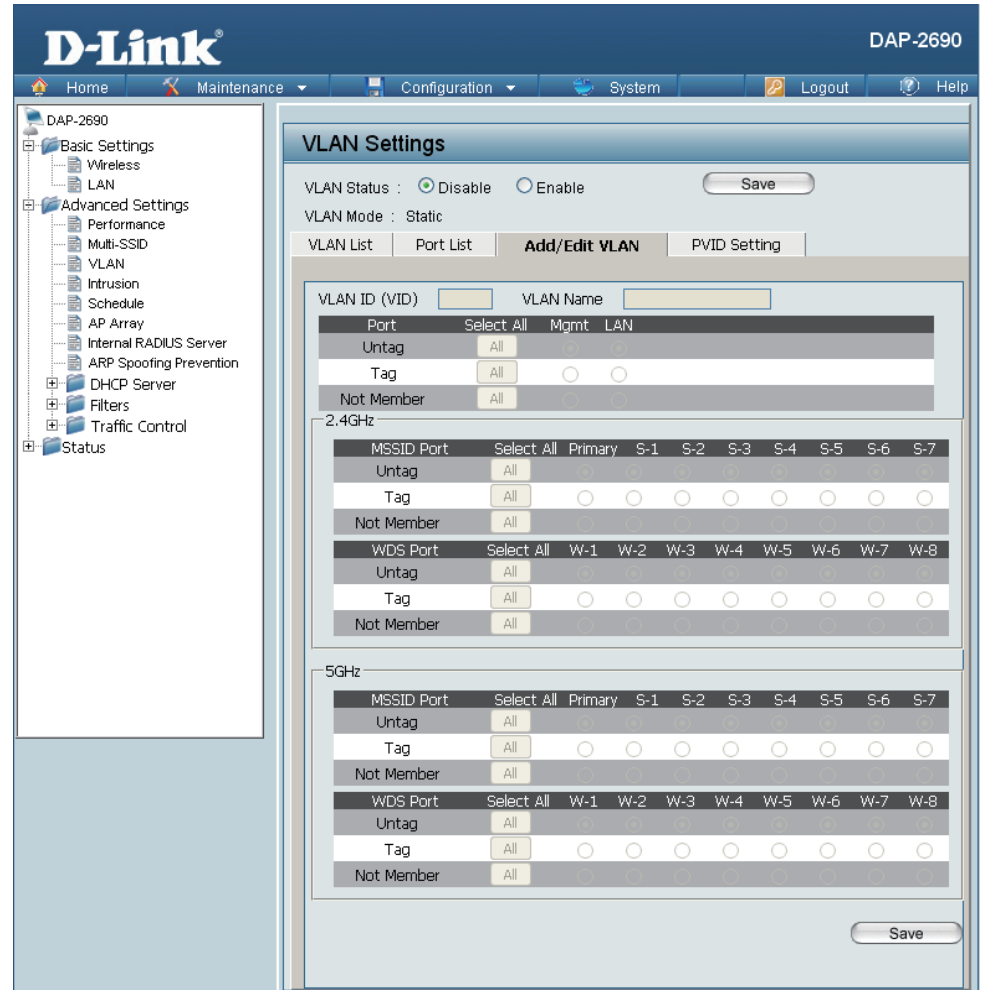 D-Link®
DAP-2690
Home Maintenance Configuration System Logout Help
DAP-2690
Basic Settings
Wireless
LAN
Advanced Settings
Performance
Multi-SSID
VLAN
Intrusion
Schedule
AP Array
Internal RADIUS Server
ARP Spoofing Prevention
DHCP Server
Filters
Traffic Control
Status
VLAN Settings
VLAN Status : Disable Enable Save
VLAN Mode : Static
VLAN List Port List Add/Edit VLAN PVID Setting
VLAN ID (VID) VLAN Name
Port Select All Mgmt LAN
Untag All
Tag All
Not Member All
2.4GHz
MSSID Port Select All Primary S-1 S-2 S-3 S-4 S-5 S-6 S-7
Untag All
Tag All
Not Member All
WDS Port Select All W-1 W-2 W-3 W-4 W-5 W-6 W-7 W-8
Untag All
Tag All
Not Member All
5GHz
MSSID Port Select All Primary S-1 S-2 S-3 S-4 S-5 S-6 S-7
Untag All
Tag All
Not Member All
WDS Port Select All W-1 W-2 W-3 W-4 W-5 W-6 W-7 W-8
Untag All
Tag All
Not Member All
Save